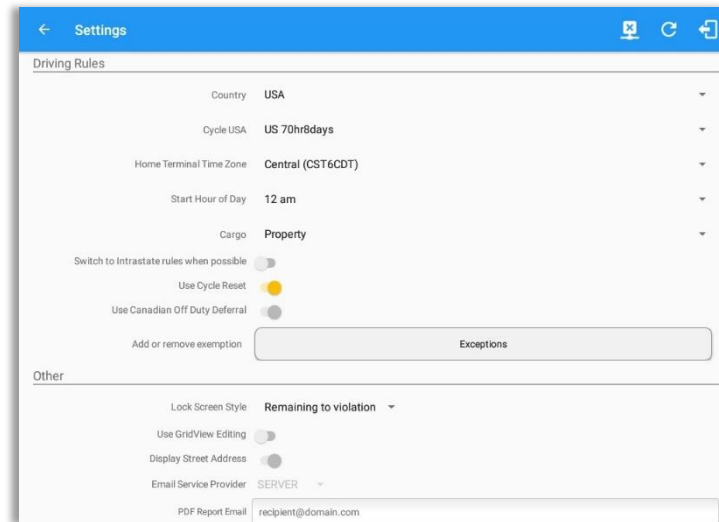 Settings
Driving Rules
Country USA
Cycle USA US 70hr8days
Home Terminal Time Zone Central (CST6CDT)
Start Hour of Day 12 am
Cargo Property
Switch to Intrastate rules when possible
Use Cycle Reset
Use Canadian Off Duty Deferral
Add or remove exemption Exceptions
Other
Lock Screen Style Remaining to violation
Use GridView Editing
Display Street Address
Email Service Provider SERVER
PDF Report Email recipient@domain.com